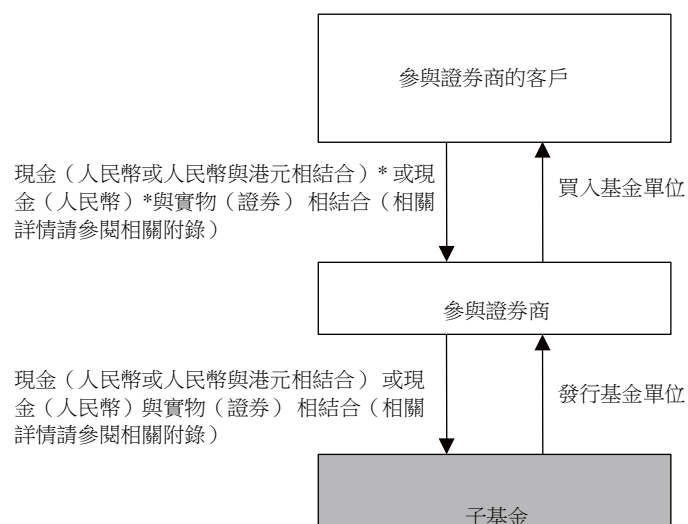 參與證券商的客戶
現金（人民幣或人民幣與港元相結合）* 或現
金（人民幣）*與實物（證券） 相結合（相關
詳情請參閱相關附錄）
買入基金單位
參與證券商
現金（人民幣或人民幣與港元相結合） 或現
金（人民幣）與實物（證券） 相結合（相關
詳情請參閱相關附錄）
發行基金單位
子基金